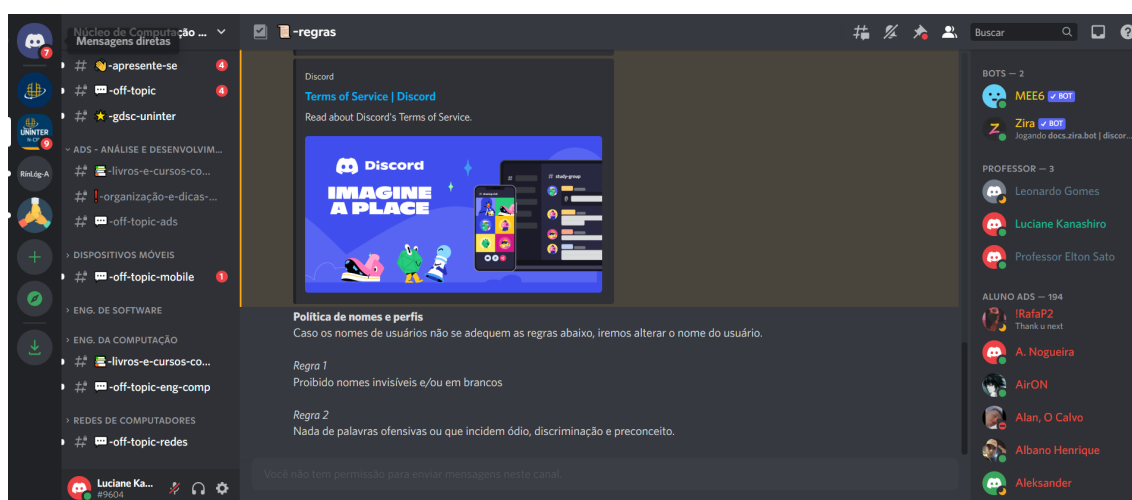 Núcleo de Computação ...
Mensagens diretas
7
-apresente-se
4
-off-topic
4
-gdsc-uninter
UNINTER
N-CP
9
ADS - ANÁLISE E DESENVOLVIM...
RinLóg-A
-livros-e-cursos-co...
-organização-e-dicas-...
-off-topic-ads
DISPOSITIVOS MÓVEIS
-off-topic-mobile
1
ENG. DE SOFTWARE
ENG. DA COMPUTAÇÃO
-livros-e-cursos-co...
-off-topic-eng-comp
REDES DE COMPUTADORES
-off-topic-redes
Luciane Ka...
#9604
-regras
Buscar
Discord
Terms of Service | Discord
Read about Discord's Terms of Service.
Discord
IMAGINE
A PLACE
# study-group
Política de nomes e perfis
Caso os nomes de usuários não se adequem as regras abaixo, iremos alterar o nome do usuário.
Regra 1
Proibido nomes invisíveis e/ou em brancos
Regra 2
Nada de palavras ofensivas ou que incidem ódio, discriminação e preconceito.
Você não tem permissão para enviar mensagens neste canal.
BOTS — 2
MEE6 ✓ BOT
Zira ✓ BOT
Jogando docs.zira.bot | discor...
PROFESSOR — 3
Leonardo Gomes
Luciane Kanashiro
Professor Elton Sato
ALUNO ADS — 194
!RafaP2
Thank u next
A. Nogueira
AirON
Alan, O Calvo
Albano Henrique
Aleksander